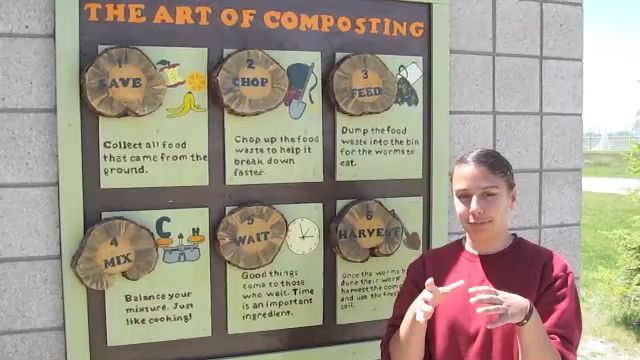 THE ART OF COMPOSTING
1
SAVE
Collect all food
that came from the
ground.
2
CHOP
Chop up the food
waste to help it
break down
faster.
3
FEED
Dump the food
waste into the bin
for the worms to
eat.
4
MIX
C
H
Balance your
mixture. Just
like cooking!
5
WAIT
Good things
come to those
who wait. Time
is an important
ingredient.
6
HARVEST
Once the worms
done their work
harvest the
and use the
soil.